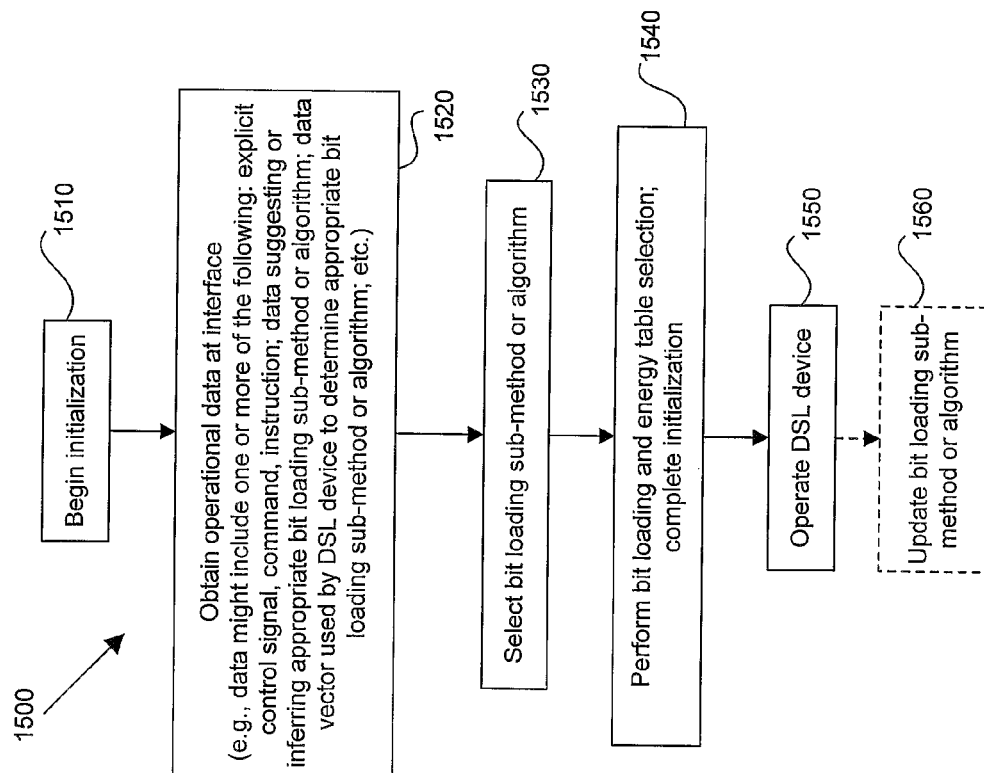 1500
Begin initialization
1510
Obtain operational data at interface
(e.g., data might include one or more of the following: explicit
control signal, command, instruction; data suggesting or
inferring appropriate bit loading sub-method or algorithm; data
vector used by DSL device to determine appropriate bit
loading sub-method or algorithm; etc.)
1520
Select bit loading sub-method or algorithm
1530
Perform bit loading and energy table selection;
complete initialization
1540
Operate DSL device
1550
Update bit loading sub-
method or algorithm
1560